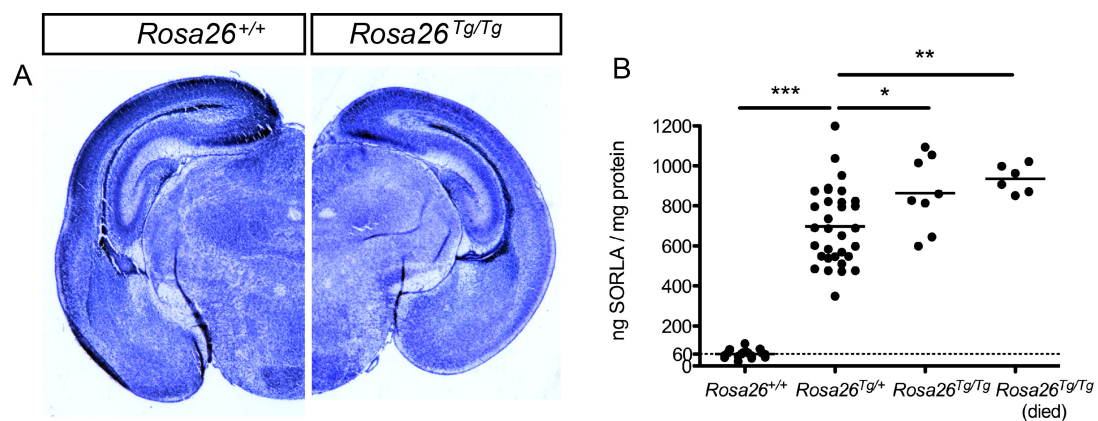 Rosa26+/+ Rosa26Tg/Tg
A
B
** 
*** *
ng SORLA / mg protein
1200
1000
800
600
400
200
60
0
Rosa26+/+ Rosa26Tg/+ Rosa26Tg/Tg Rosa26Tg/Tg
(died)